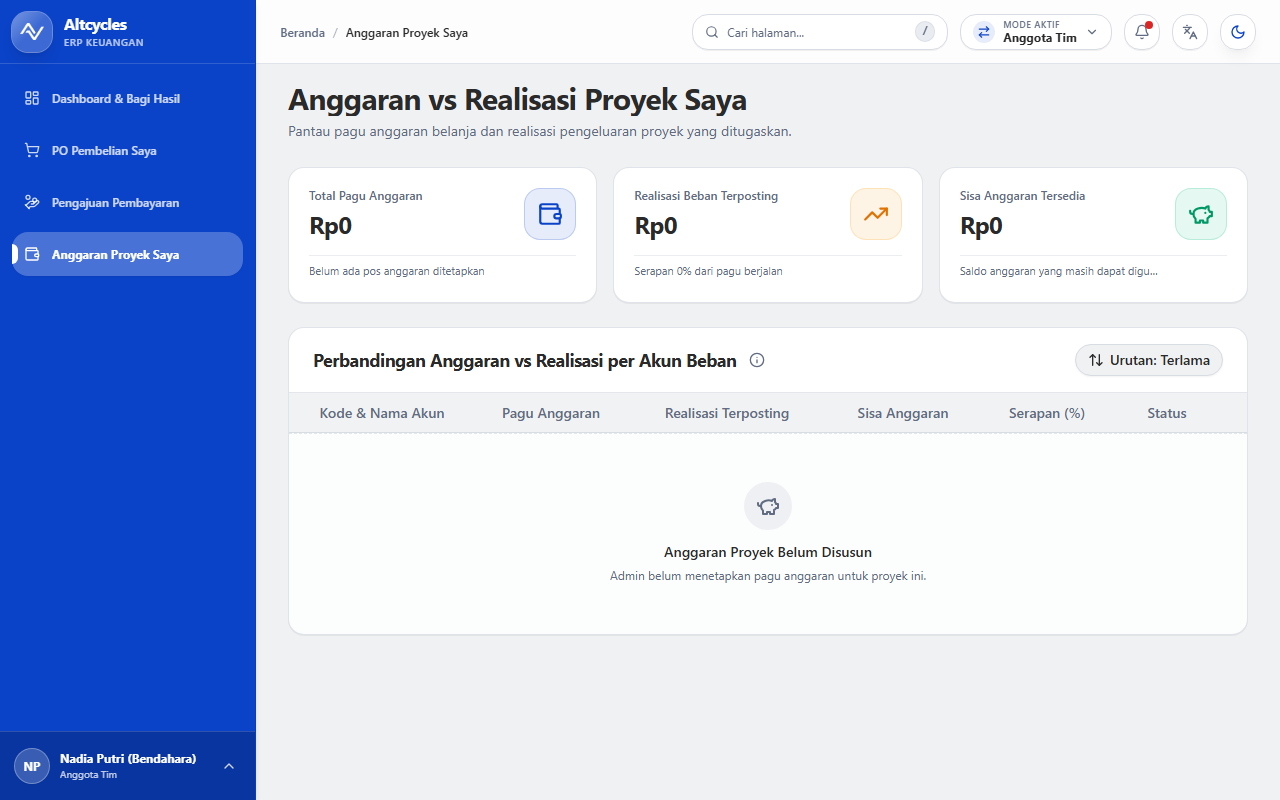 Altcycles
ERP KEUANGAN
Dashboard & Bagi Hasil
PO Pembelian Saya
Pengajuan Pembayaran
Anggaran Proyek Saya
NP
Nadia Putri (Bendahara)
Anggota Tim
Beranda / Anggaran Proyek Saya
Cari halaman...
/
MODE AKTIF
Anggota Tim
Anggaran vs Realisasi Proyek Saya
Pantau pagu anggaran belanja dan realisasi pengeluaran proyek yang ditugaskan.
Total Pagu Anggaran
Rp0
Belum ada pos anggaran ditetapkan
Realisasi Beban Terposting
Rp0
Serapan 0% dari pagu berjalan
Sisa Anggaran Tersedia
Rp0
Saldo anggaran yang masih dapat digu...
Perbandingan Anggaran vs Realisasi per Akun Beban
Urutan: Terlama
Kode & Nama Akun Pagu Anggaran Realisasi Terposting Sisa Anggaran Serapan (%) Status
Anggaran Proyek Belum Disusun
Admin belum menetapkan pagu anggaran untuk proyek ini.